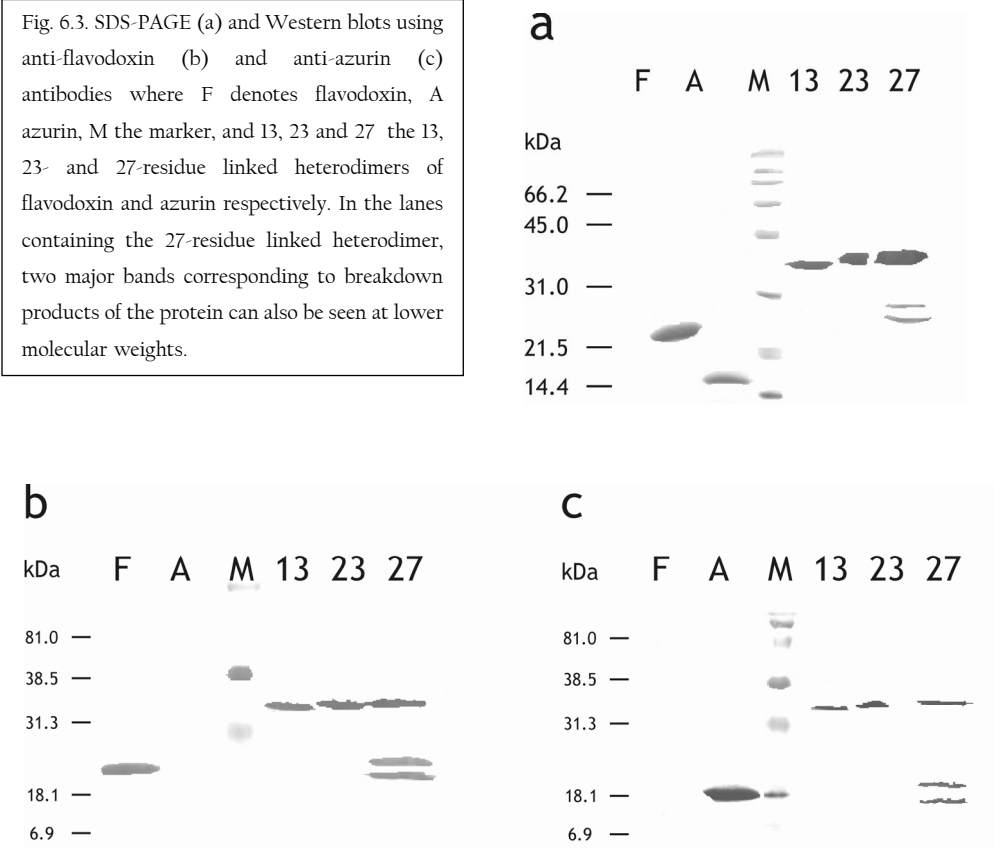 Fig. 6.3. SDS-PAGE (a) and Western blots using
anti-flavodoxin (b) and anti-azurin (c)
antibodies where F denotes flavodoxin, A
azurin, M the marker, and 13, 23 and 27 the 13,
23- and 27-residue linked heterodimers of
flavodoxin and azurin respectively. In the lanes
containing the 27-residue linked heterodimer,
two major bands corresponding to breakdown
products of the protein can also be seen at lower
molecular weights.
a
F A M 13 23 27
kDa
66.2
45.0
31.0
21.5
14.4
b
kDa F A M 13 23 27
81.0
38.5
31.3
18.1
6.9
c
kDa F A M 13 23 27
81.0
38.5
31.3
18.1
6.9